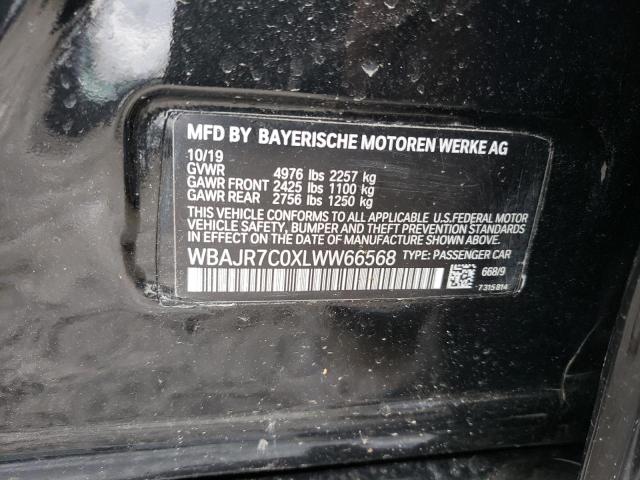 MFD BY BAYERISCHE MOTOREN WERKE AG
10/19
GVWR 4976 lbs 2257 kg
GAWR FRONT 2425 lbs 1100 kg
GAWR REAR 2756 lbs 1250 kg
THIS VEHICLE CONFORMS TO ALL APPLICABLE U.S.FEDERAL MOTOR
VEHICLE SAFETY, BUMPER AND THEFT PREVENTION STANDARDS
IN EFFECT ON THE DATE OF MANUFACTURE SHOWN ABOVE.
WBAJR7C0XLWW66568 TYPE: PASSENGER CAR
668/9
7315814